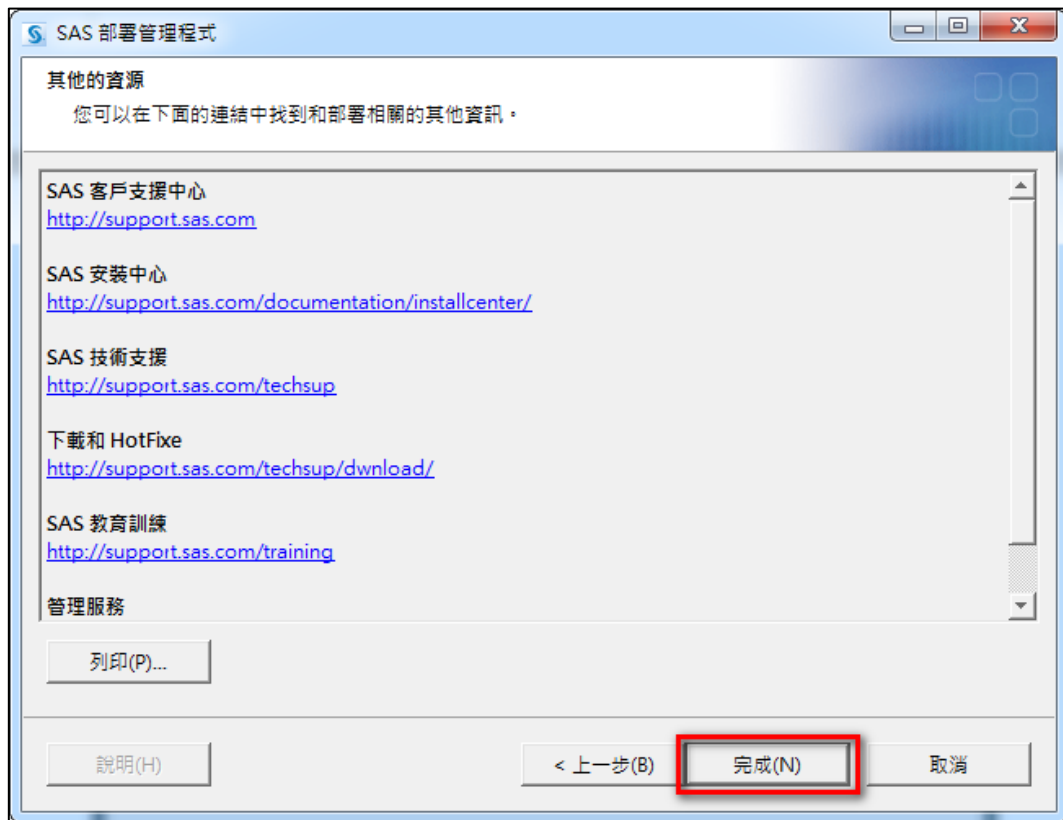 SAS 部署管理程式
其他的資源
您可以在下面的連結中找到和部署相關的其他資訊。
SAS 客戶支援中心
http://support.sas.com
SAS 安裝中心
http://support.sas.com/documentation/installcenter/
SAS 技術支援
http://support.sas.com/techsup
下載和 HotFixe
http://support.sas.com/techsup/dwnload/
SAS 教育訓練
http://support.sas.com/training
管理服務
列印(P)...
說明(H)
< 上一步(B)
完成(N)
取消